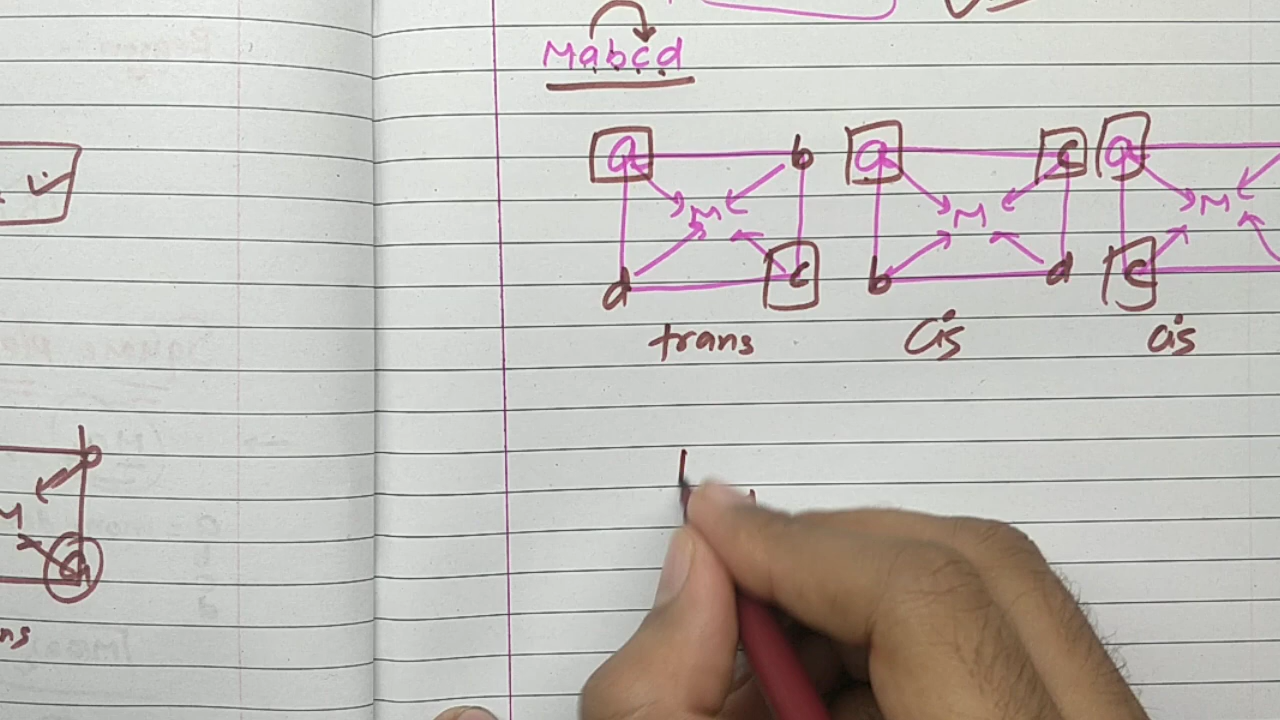 Mabcd
a b a c a
M M M
d c b d c
trans cis cis
M